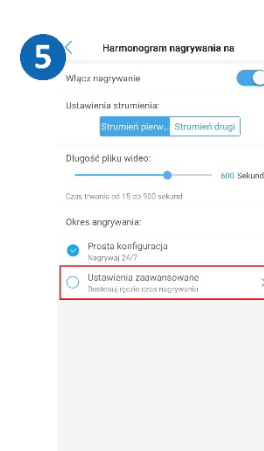 5
Harmonogram nagrywania na
Włącz nagrywanie
Ustawienia strumienia:
Strumień pierw... Strumień drugi
Długość pliku wideo:
600 Sekund
Czas trwania od 15 do 900 sekund
Okres angrywania:
Prosta konfiguracja
Nagrywaj 24/7
Ustawienia zaawansowane
Dostosuj ręcznie czas nagrywania